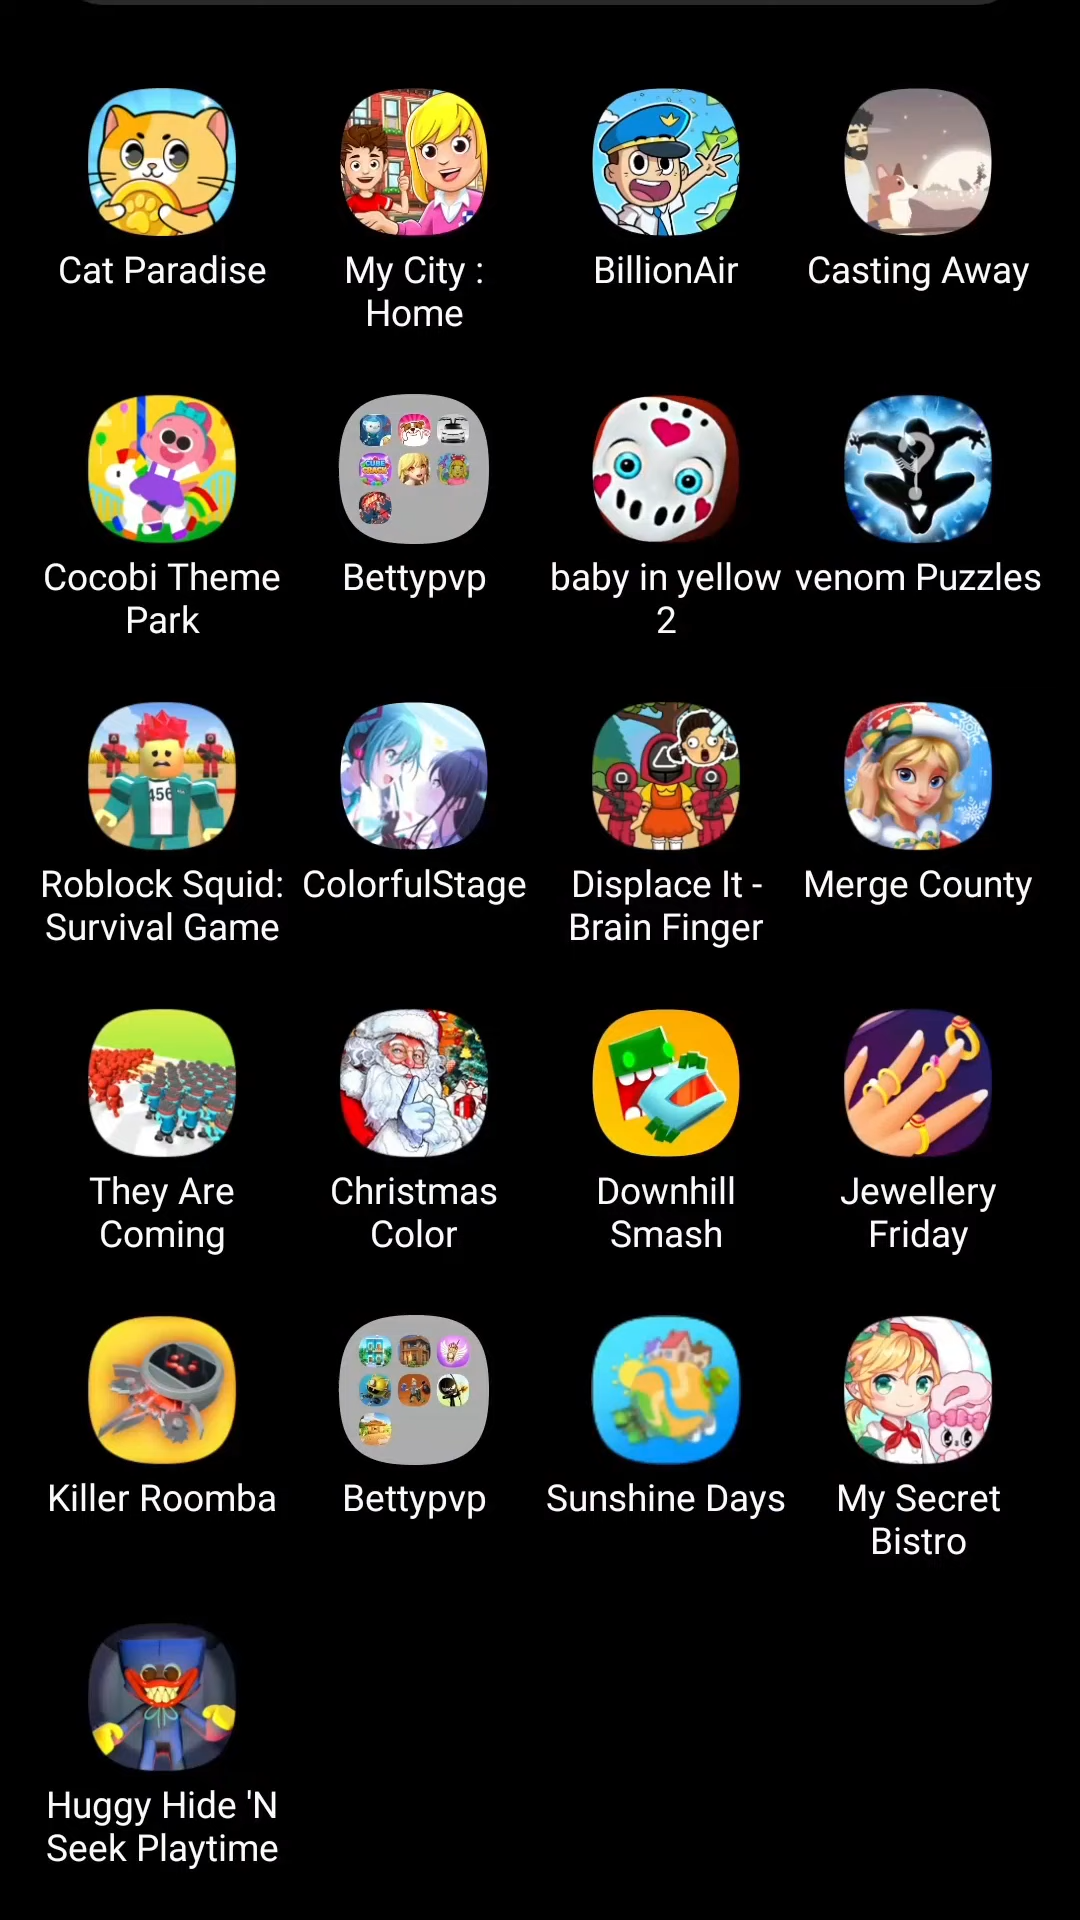 Cat Paradise
My City :
Home
BillionAir
Casting Away
Cocobi Theme
Park
Bettypvp
baby in yellow
2
venom Puzzles
456
Roblock Squid:
Survival Game
ColorfulStage
Displace It -
Brain Finger
Merge County
They Are
Coming
Christmas
Color
Downhill
Smash
Jewellery
Friday
Killer Roomba
Bettypvp
Sunshine Days
My Secret
Bistro
Huggy Hide 'N
Seek Playtime